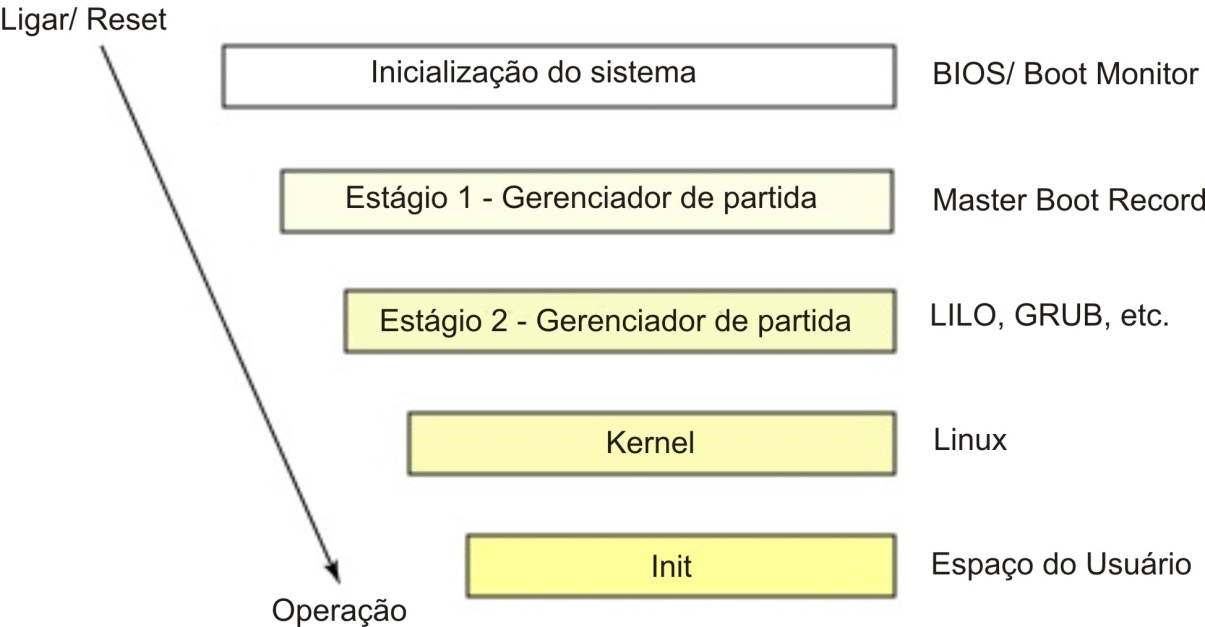 Ligar/ Reset
Inicialização do sistema
BIOS/ Boot Monitor
Estágio 1 - Gerenciador de partida
Master Boot Record
Estágio 2 - Gerenciador de partida
LILO, GRUB, etc.
Kernel
Linux
Init
Espaço do Usuário
Operação